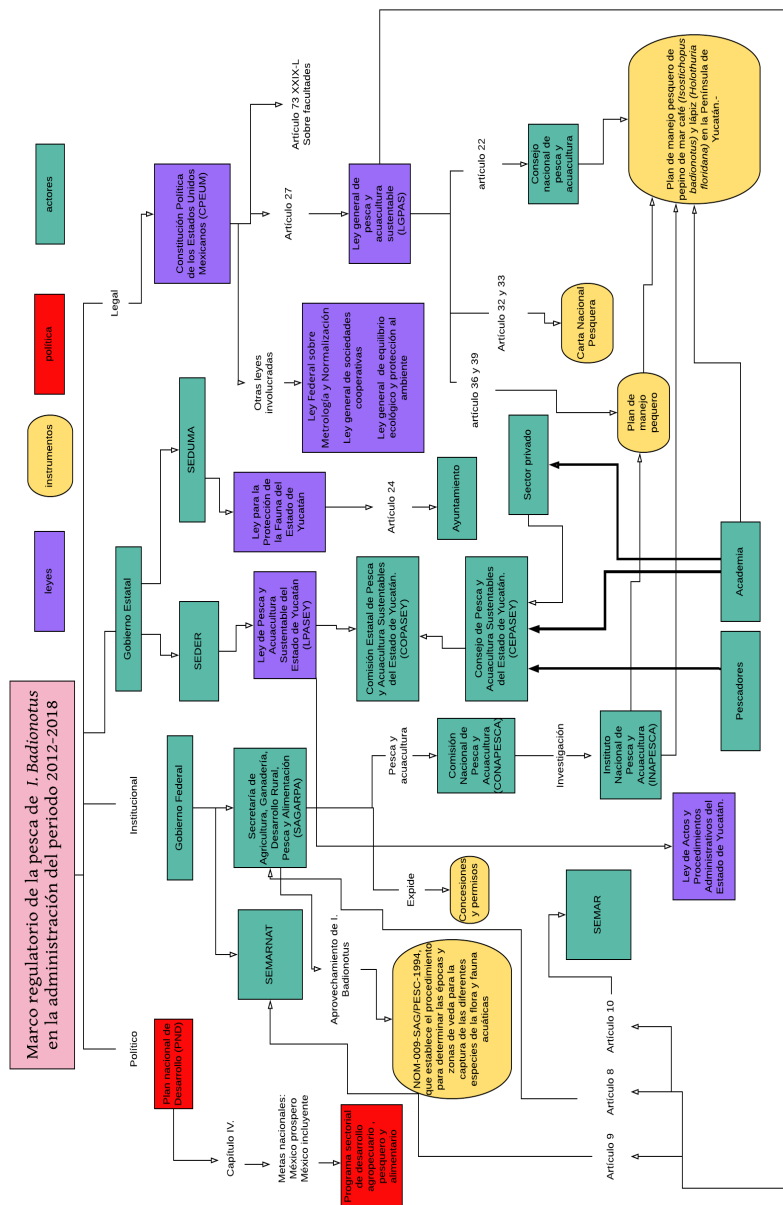 Marco regulatorio de la pesca de I. Badionotus
en la administración del periodo 2012-2018
leyes
instrumentos
política
actores
Político
Institucional
Legal
Plan nacional de
Desarrollo (PND)
Capítulo IV.
Metas nacionales:
México prospero
México incluyente
Programa sectorial
de desarrollo
agropecuario ,
pesquero y
alimentario
Gobierno Federal
SEMARNAT
Secretaría de
Agricultura, Ganadería,
Desarrollo Rural,
Pesca y Alimentación
(SAGARPA)
Aprovechamiento de I.
Badionotus
NOM-009-SAG/PESC-1994,
que establece el procedimiento
para determinar las épocas y
zonas de veda para la
captura de las diferentes
especies de la flora y fauna
acuáticas
Expide
Concesiones
y permisos
Pesca y
acuacultura
Comisión
Nacional de
Pesca y
Acuacultura
(CONAPESCA)
Investigación
Instituto
Nacional de
Pesca y
Acuacultura
(INAPESCA)
Gobierno Estatal
SEDER
SEDUMA
Ley de Pesca y
Acuacultura
Sustentable del
Estado de Yucatán
(LPASEY)
Ley para la
Protección de
la Fauna del
Estado de
Yucatán
Artículo 24
Ayuntamiento
Comisión Estatal de Pesca
y Acuacultura Sustentables
del Estado de Yucatán.
(COPASEY)
Consejo de Pesca y
Acuacultura Sustentables
del Estado de Yucatán.
(CEPASEY)
Sector privado
Pescadores
Academia
Ley de Actos y
Procedimientos
Administrativos del
Estado de Yucatán.
Constitución Política
de los Estados Unidos
Mexicanos (CPEUM)
Otras leyes
involucradas
Artículo 27
Artículo 73 XXIX-L
Sobre facultades
Ley Federal sobre
Metrología y Normalización
Ley general de sociedades
cooperativas
Ley general de equilibrio
ecológico y protección al
ambiente
Ley general de
pesca y
acuacultura
sustentable
(LGPAS)
artículo 36 y 39
Artículo 32 y 33
artículo 22
Plan de
manejo
pequero
Carta Nacional
Pesquera
Consejo
nacional de
pesca y
acuacultura
Plan de manejo pesquero de
pepino de mar café (Isostichopus
badionotus) y lápiz (Holothuria
floridana) en la Península de
Yucatán.-
Artículo 9
Artículo 8
Artículo 10
SEMAR